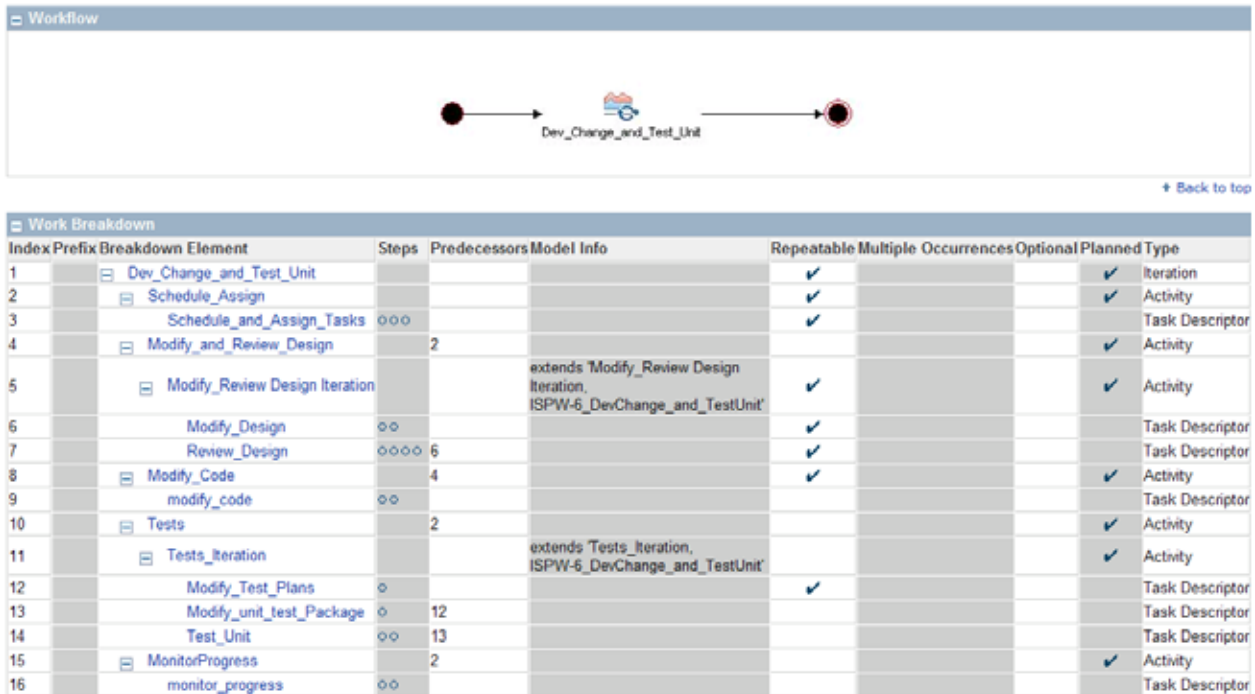 Workflow
Dev_Change_and_Test_Unit
Back to top
Work Breakdown
Index Prefix Breakdown Element Steps Predecessors Model Info Repeatable Multiple Occurrences Optional Planned Type
1 Dev_Change_and_Test_Unit Iteration
2 Schedule_Assign Activity
3 Schedule_and_Assign_Tasks Task Descriptor
4 Modify_and_Review_Design 2 Activity
extends 'Modify_Review Design
5 Modify_Review Design Iteration Iteration, Activity
ISPW-6_DevChange_and_TestUnit'
6 Modify_Design Task Descriptor
7 Review_Design 6 Task Descriptor
8 Modify_Code 4 Activity
9 modify_code Task Descriptor
10 Tests 2 Activity
extends 'Tests_Iteration,
11 Tests_Iteration Activity
ISPW-6_DevChange_and_TestUnit'
12 Modify_Test_Plans Task Descriptor
13 Modify_unit_test_Package 12 Task Descriptor
14 Test_Unit 13 Task Descriptor
15 MonitorProgress 2 Activity
16 monitor_progress Task Descriptor